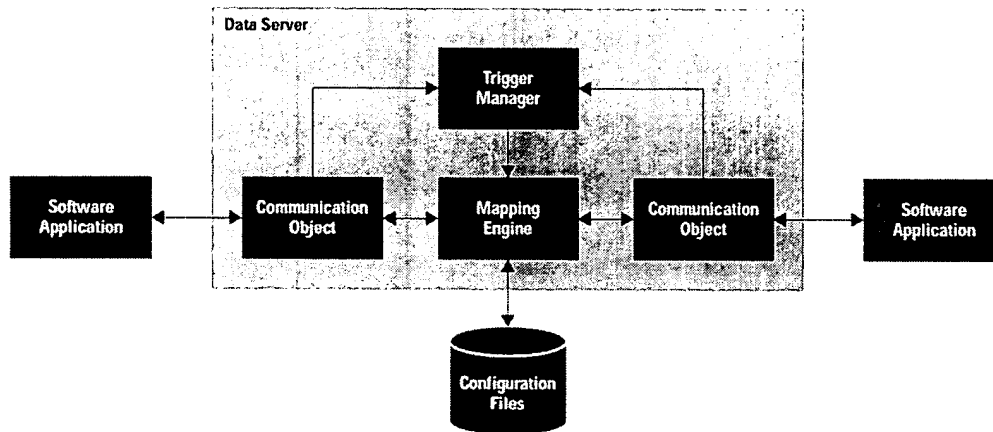 Data Server
Trigger
Manager
Software
Application
Communication
Object
Mapping
Engine
Communication
Object
Software
Application
Configuration
Files